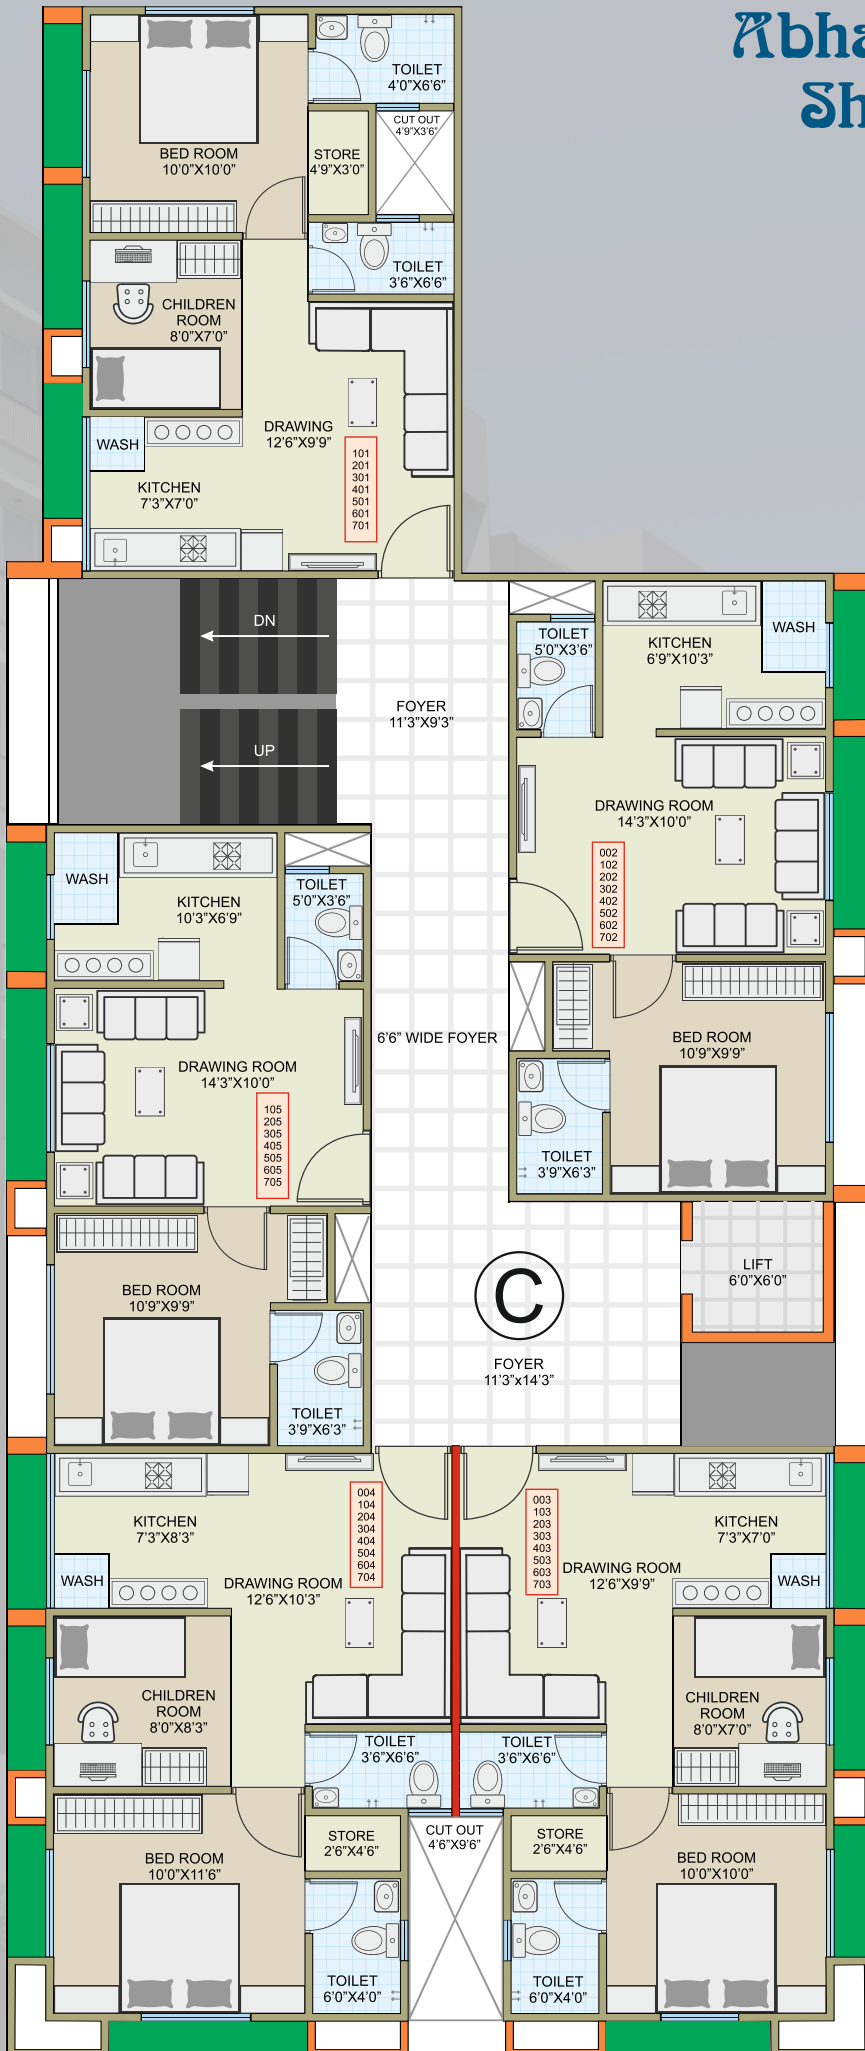 Abha
Sh
TOILET
4'0"X6'6"
CUT OUT
4'9"X3'6"
BED ROOM
10'0"X10'0"
STORE
4'9"X3'0"
TOILET
3'6"X6'6"
CHILDREN
ROOM
8'0"X7'0"
DRAWING
12'6"X9'9"
WASH
101
201
301
401
501
601
701
KITCHEN
7'3"X7'0"
DN
UP
FOYER
11'3"X9'3"
TOILET
5'0"X3'6"
KITCHEN
6'9"X10'3"
WASH
DRAWING ROOM
14'3"X10'0"
002
102
202
302
402
502
602
702
WASH
KITCHEN
10'3"X6'9"
TOILET
5'0"X3'6"
6'6" WIDE FOYER
BED ROOM
10'9"X9'9"
DRAWING ROOM
14'3"X10'0"
105
205
305
405
505
605
705
TOILET
3'9"X6'3"
LIFT
6'0"X6'0"
BED ROOM
10'9"X9'9"
C
FOYER
11'3"x14'3"
TOILET
3'9"X6'3"
004
104
204
304
404
504
604
704
003
103
203
303
403
503
603
703
KITCHEN
7'3"X8'3"
KITCHEN
7'3"X7'0"
WASH
DRAWING ROOM
12'6"X10'3"
DRAWING ROOM
12'6"X9'9"
WASH
CHILDREN
ROOM
8'0"X8'3"
CHILDREN
ROOM
8'0"X7'0"
TOILET
3'6"X6'6"
TOILET
3'6"X6'6"
CUT OUT
4'6"X9'6"
STORE
2'6"X4'6"
STORE
2'6"X4'6"
BED ROOM
10'0"X11'6"
BED ROOM
10'0"X10'0"
TOILET
6'0"X4'0"
TOILET
6'0"X4'0"